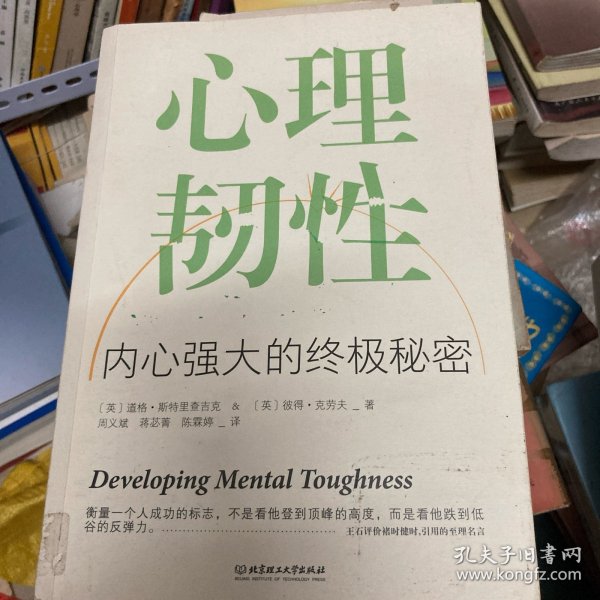 心理
韧性
内心强大的终极秘密
〔英〕道格·斯特里查吉克 & 〔英〕彼得·克劳夫 _ 著
周义斌 蒋苾菁 陈霖婷 _ 译
Developing Mental Toughness
衡量一个人成功的标志，不是看他登到顶峰的高度，而是看他跌到低
谷的反弹力。
王石评价褚时健时,引用的至理名言
北京理工大学出版社
BEIJING INSTITUTE OF TECHNOLOGY PRESS
孔夫子旧书网
www.kongfz.com